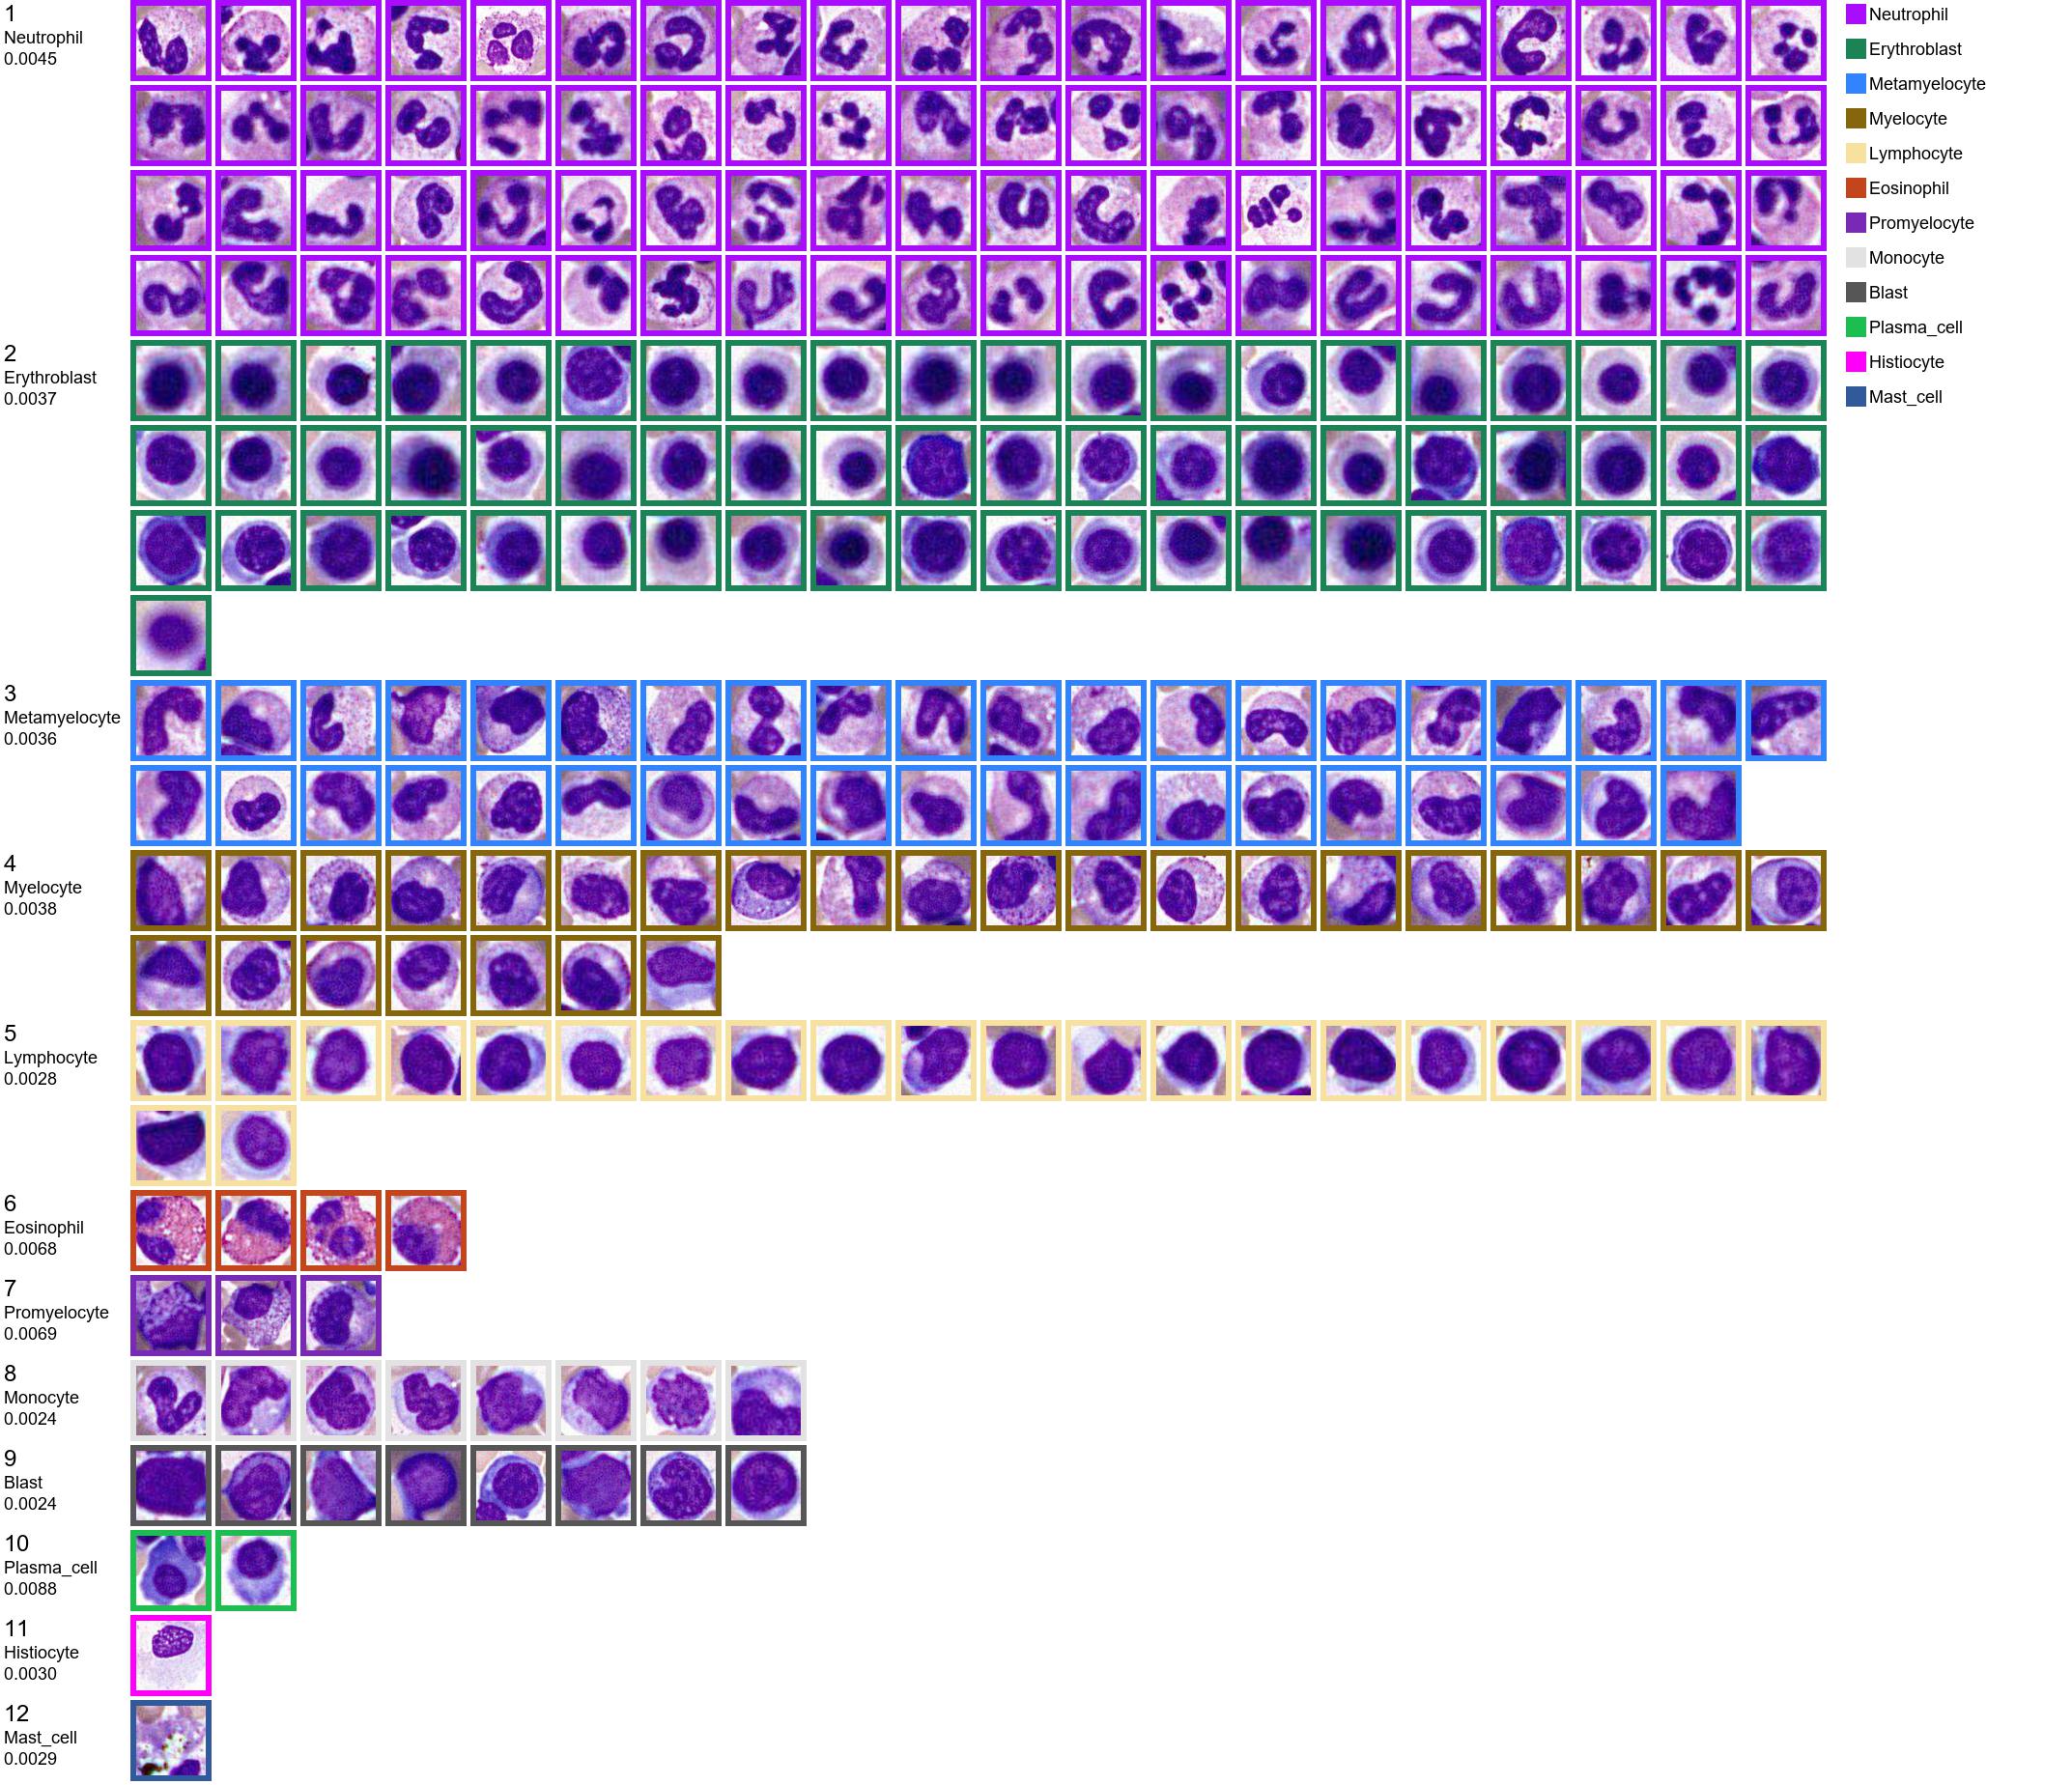 1
Neutrophil
0.0045
2
Erythroblast
0.0037
3
Metamyelocyte
0.0036
4
Myelocyte
0.0038
5
Lymphocyte
0.0028
6
Eosinophil
0.0068
7
Promyelocyte
0.0069
8
Monocyte
0.0024
9
Blast
0.0024
10
Plasma_cell
0.0088
11
Histiocyte
0.0030
12
Mast_cell
0.0029
Neutrophil
Erythroblast
Metamyelocyte
Myelocyte
Lymphocyte
Eosinophil
Promyelocyte
Monocyte
Blast
Plasma_cell
Histiocyte
Mast_cell